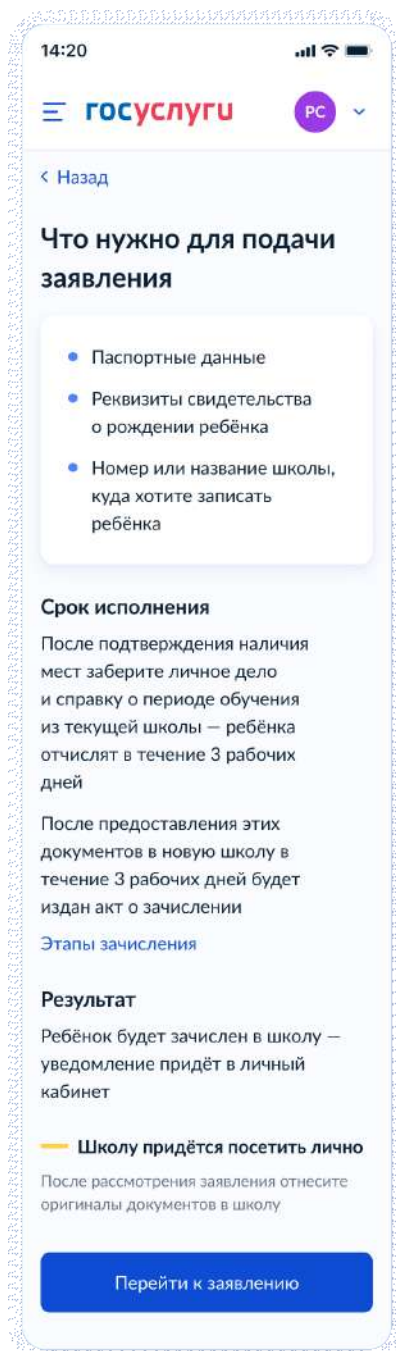 14:20
госуслуги
РС
Назад
Что нужно для подачи
заявления
Паспортные данные
Реквизиты свидетельства
о рождении ребёнка
Номер или название школы,
куда хотите записать
ребёнка
Срок исполнения
После подтверждения наличия
мест заберите личное дело
и справку о периоде обучения
из текущей школы — ребёнка
отчислят в течение 3 рабочих
дней
После предоставления этих
документов в новую школу в
течение 3 рабочих дней будет
издан акт о зачислении
Этапы зачисления
Результат
Ребёнок будет зачислен в школу —
уведомление придёт в личный
кабинет
Школу придётся посетить лично
После рассмотрения заявления отнесите
оригиналы документов в школу
Перейти к заявлению